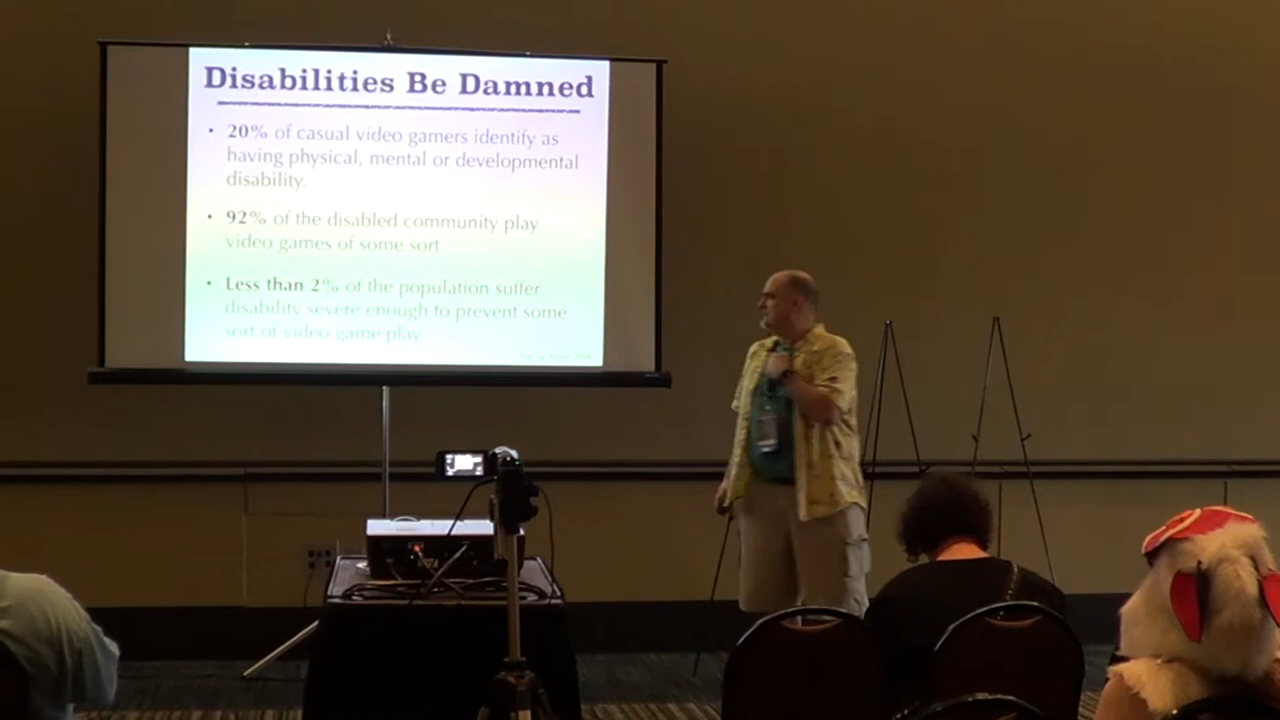 Disabilities Be Damned
• 20% of casual video gamers identify as
having physical, mental or developmental
disability.
• 92% of the disabled community play
video games of some sort
• Less than 2% of the population suffer
disability severe enough to prevent some
sort of video game play